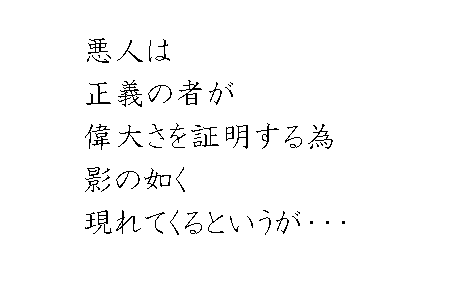 悪人は
正義の者が
偉大さを証明する為
影の如く
現れてくるというが・・・